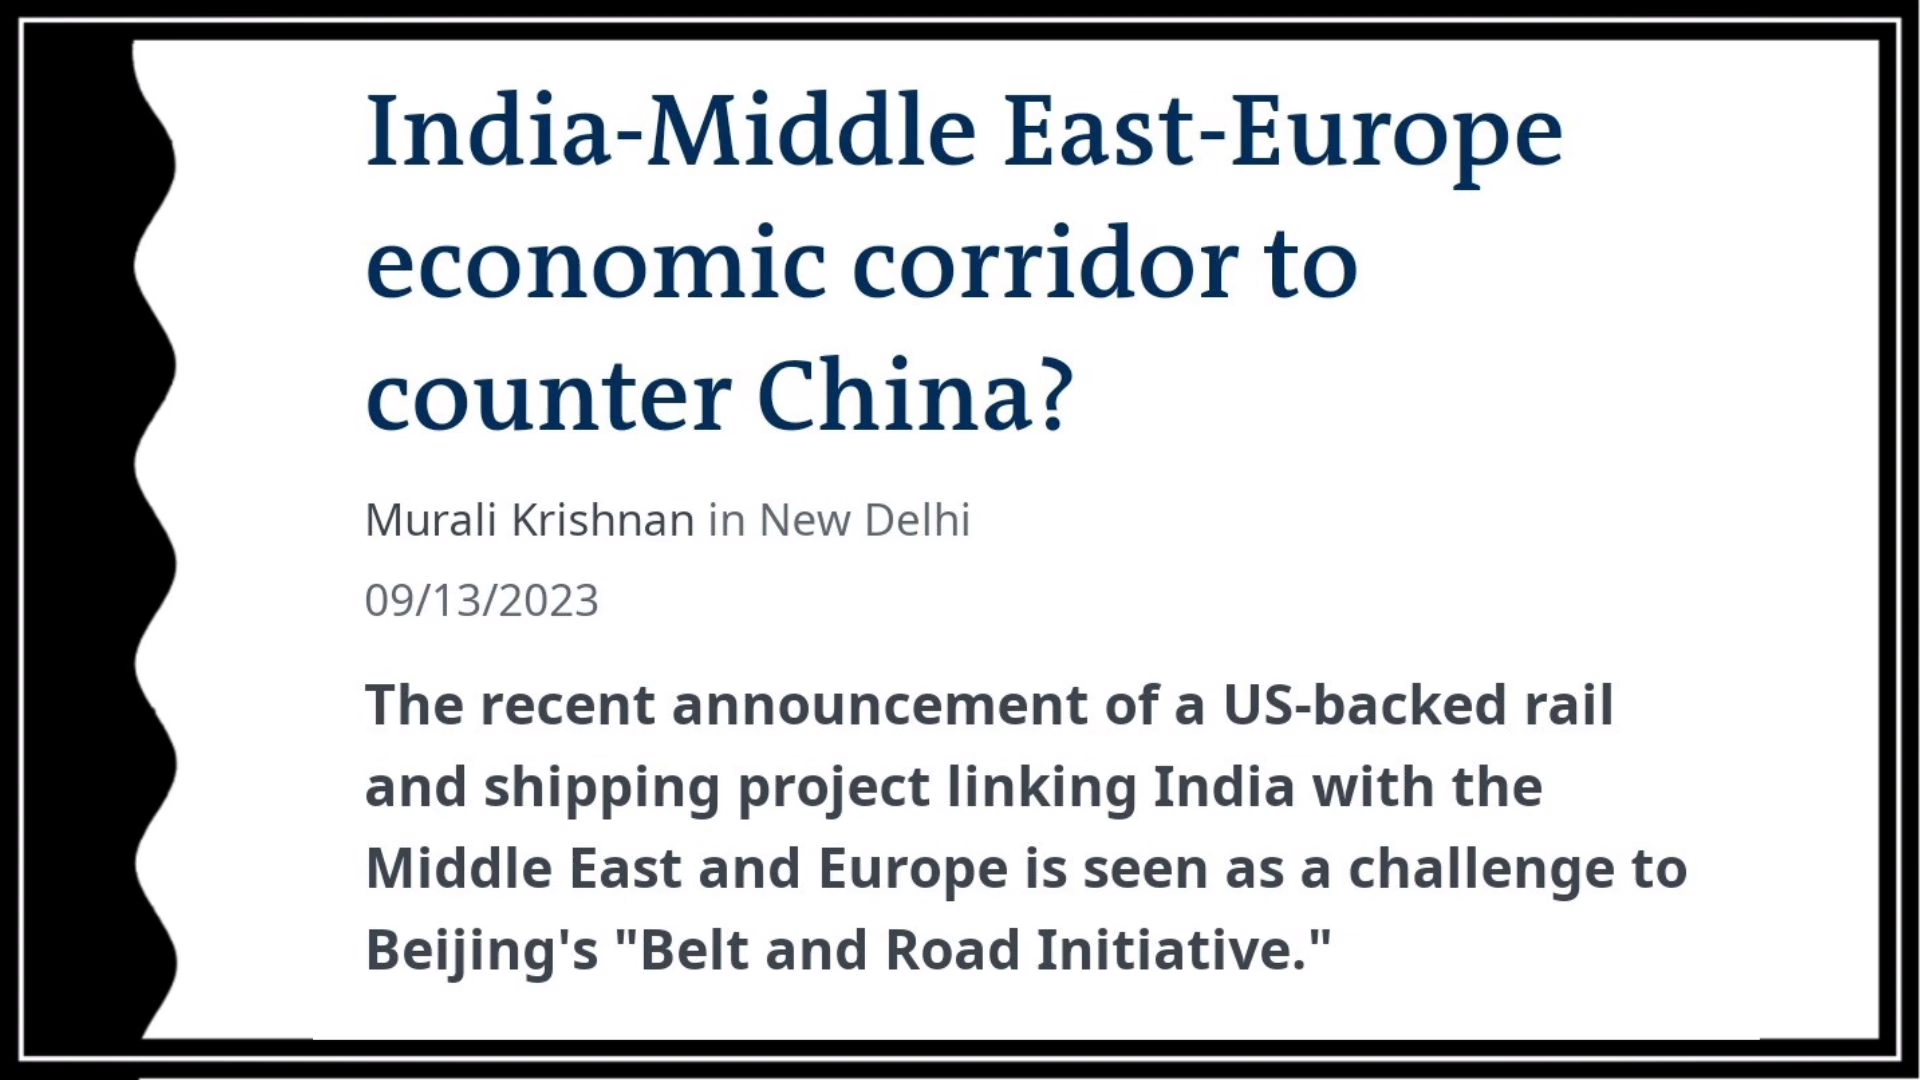 India-Middle East-Europe
economic corridor to
counter China?
Murali Krishnan in New Delhi
09/13/2023
The recent announcement of a US-backed rail
and shipping project linking India with the
Middle East and Europe is seen as a challenge to
Beijing's "Belt and Road Initiative."